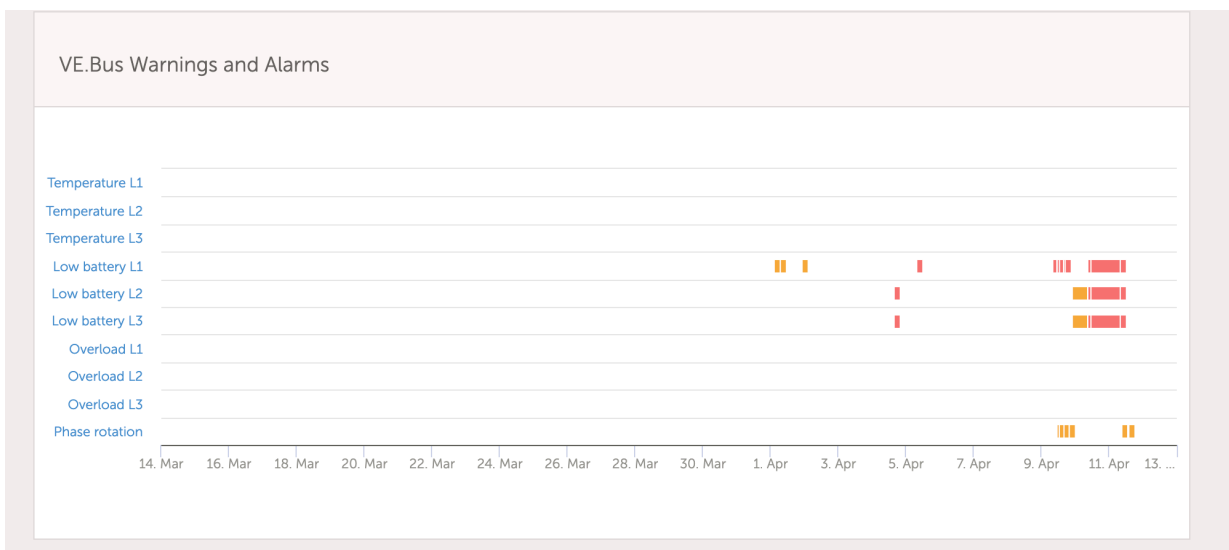 VE.Bus Warnings and Alarms
Temperature L1
Temperature L2
Temperature L3
Low battery L1
Low battery L2
Low battery L3
Overload L1
Overload L2
Overload L3
Phase rotation
14. Mar 16. Mar 18. Mar 20. Mar 22. Mar 24. Mar 26. Mar 28. Mar 30. Mar 1. Apr 3. Apr 5. Apr 7. Apr 9. Apr 11. Apr 13. ...